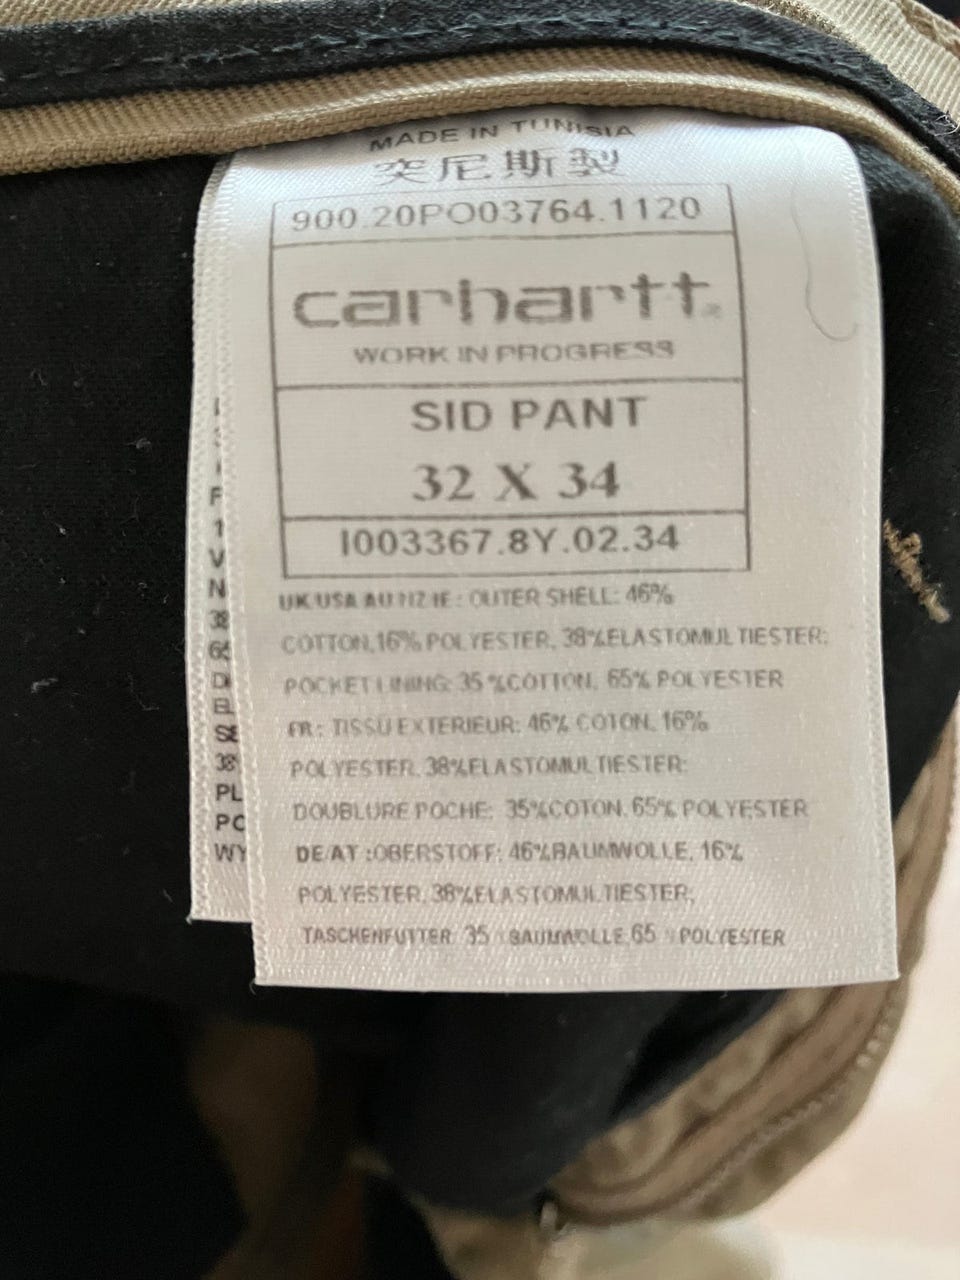 MADE IN TUNISIA
突尼斯製
900.20PO03764.1120
carhartt
WORK IN PROGRESS
SID PANT
32 X 34
I003367.8Y.02.34
UK USA AU NZ IE : OUTER SHELL: 46%
COTTON,16% POLYESTER, 38%ELASTOMULTIESTER;
POCKET LINING: 35 %COTTON, 65% POLYESTER
FR : TISSU EXTERIEUR: 46% COTON, 16%
POLYESTER, 38%ELASTOMULTIESTER;
DOUBLURE POCHE: 35%COTON, 65% POLYESTER
DE/AT :OBERSTOFF: 46%BAUMWOLLE, 16%
POLYESTER, 38%ELASTOMULTIESTER;
TASCHENFUTTER 35 %BAUMWOLLE 65 %POLYESTER
PL
WY